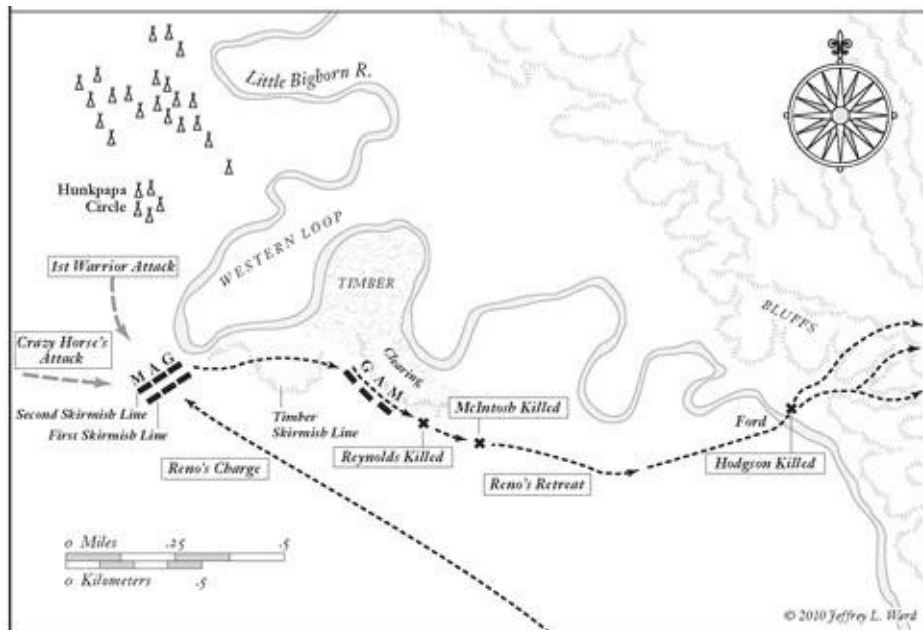 Little Bighorn R.
Hunkpapa
Circle
WESTERN LOOP
1st Warrior Attack
TIMBER
BLUFFS
Crazy Horse's
Attack
M A G
Clearing
G A M
McIntosh Killed
Second Skirmish Line
First Skirmish Line
Timber
Skirmish Line
Ford
Reynolds Killed
Hodgson Killed
Reno's Charge
Reno's Retreat
0 Miles .25 .5
0 Kilometers .5
© 2010 Jeffrey L. Ward